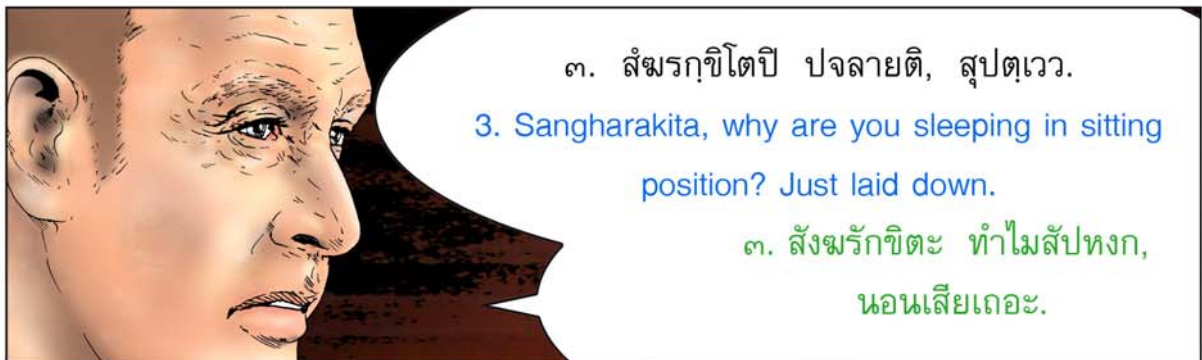 ๓. สํฆรกฺขิโตปิ ปจลายติ, สุปตฺเวว.
3. Sangharakita, why are you sleeping in sitting
position? Just laid down.
๓. สังฆรักขิตะ ทำไมสัปหงก,
นอนเสียเถอะ.